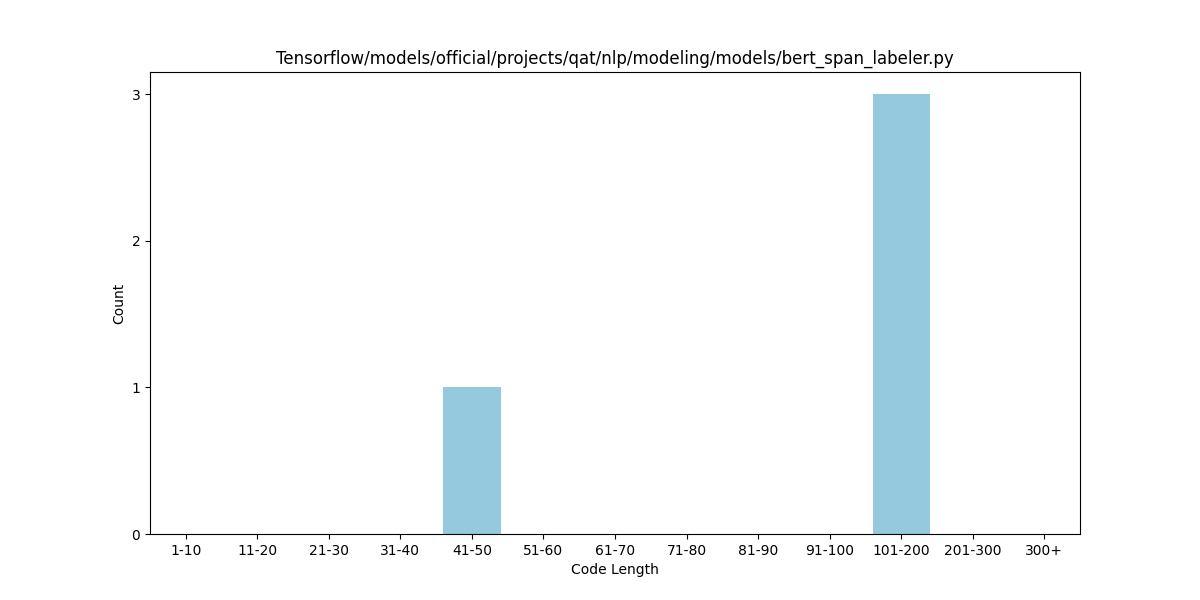 Tensorflow/models/official/projects/qat/nlp/modeling/models/bert_span_labeler.py
3
2
1
0
Count
1-10 11-20 21-30 31-40 41-50 51-60 61-70 71-80 81-90 91-100 101-200 201-300 300+
Code Length